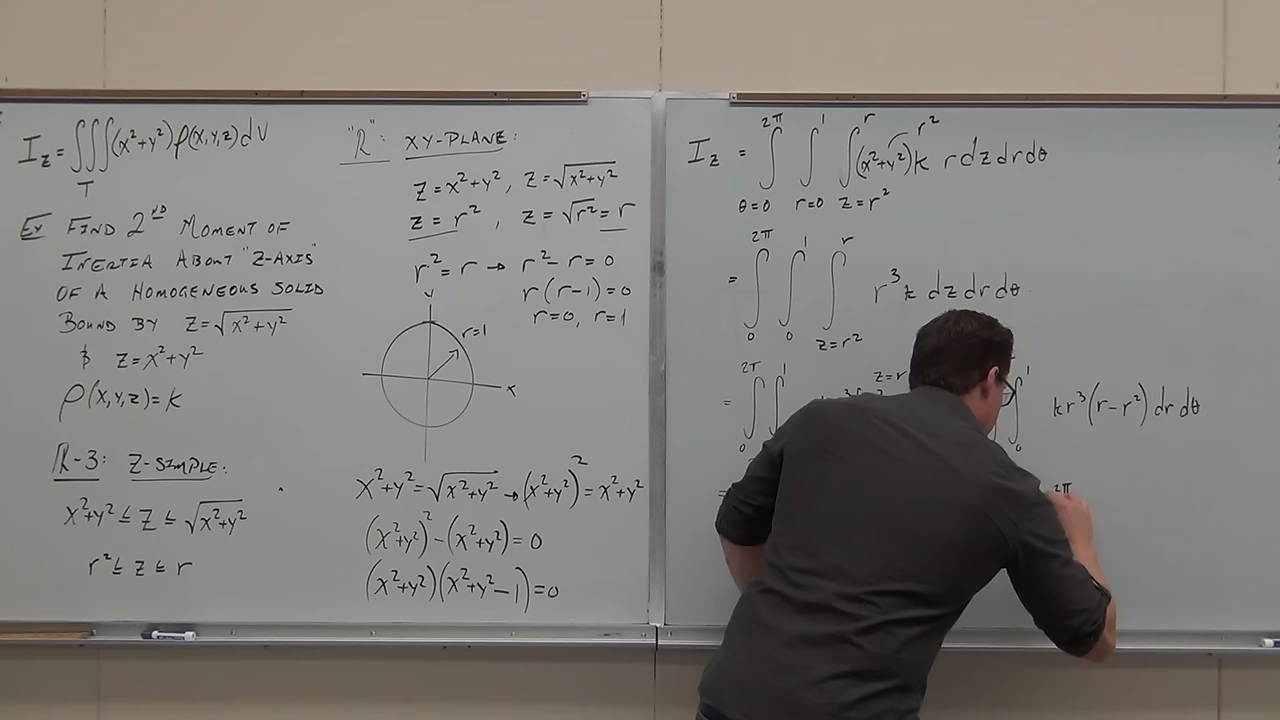 I_z = ∭_T (x²+y²) ρ(x,y,z) dV
Ex Find 2nd Moment of
Inertia About "Z-Axis"
of a Homogeneous Solid
Bound by z=√(x²+y²)
& z=x²+y²
ρ(x,y,z)=k
R-3: Z-Simple:
x²+y² ≤ z ≤ √(x²+y²)
r² ≤ z ≤ r
"R": XY-Plane:
z=x²+y², z=√(x²+y²)
z=r², z=√r²=r
r²=r → r²-r=0
r(r-1)=0
r=0, r=1
y
r=1
x
x²+y²=√(x²+y²) → (x²+y²)²=x²+y²
(x²+y²)²-(x²+y²)=0
(x²+y²)(x²+y²-1)=0
I_z = ∫_{θ=0}^{2π} ∫_{r=0}^{1} ∫_{z=r²}^{r} (x²+y²) r² k r dz dr dθ
= ∫_0^{2π} ∫_0^1 ∫_{z=r²}^{r} r³ k dz dr dθ
= ∫_0^{2π} ∫^1 z=r ∫_0^1 kr³(r-r²) dr dθ
= 2π